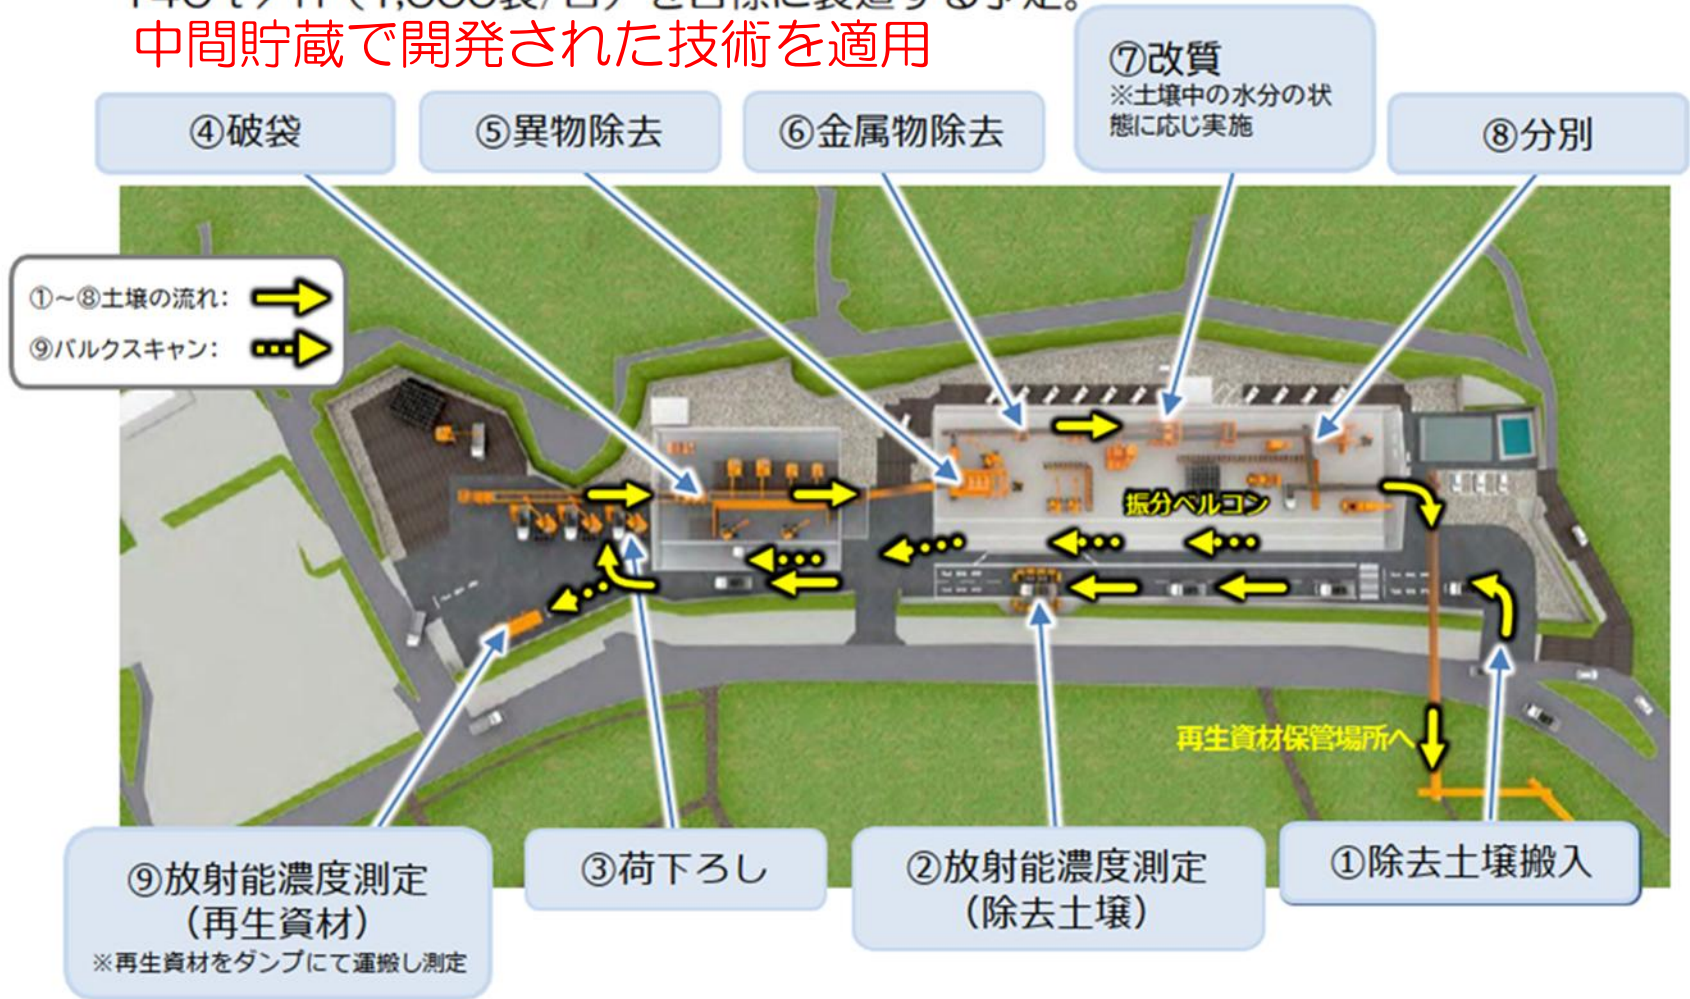 中間貯蔵で開発された技術を適用
④破袋
⑤異物除去
⑥金属物除去
⑦改質
※土壌中の水分の状
態に応じ実施
⑧分別
①～⑧土壌の流れ：
⑨バルクスキャン：
振分ベルコン
再生資材保管場所へ
⑨放射能濃度測定
（再生資材）
※再生資材をダンプにて運搬し測定
③荷下ろし
②放射能濃度測定
（除去土壌）
①除去土壌搬入